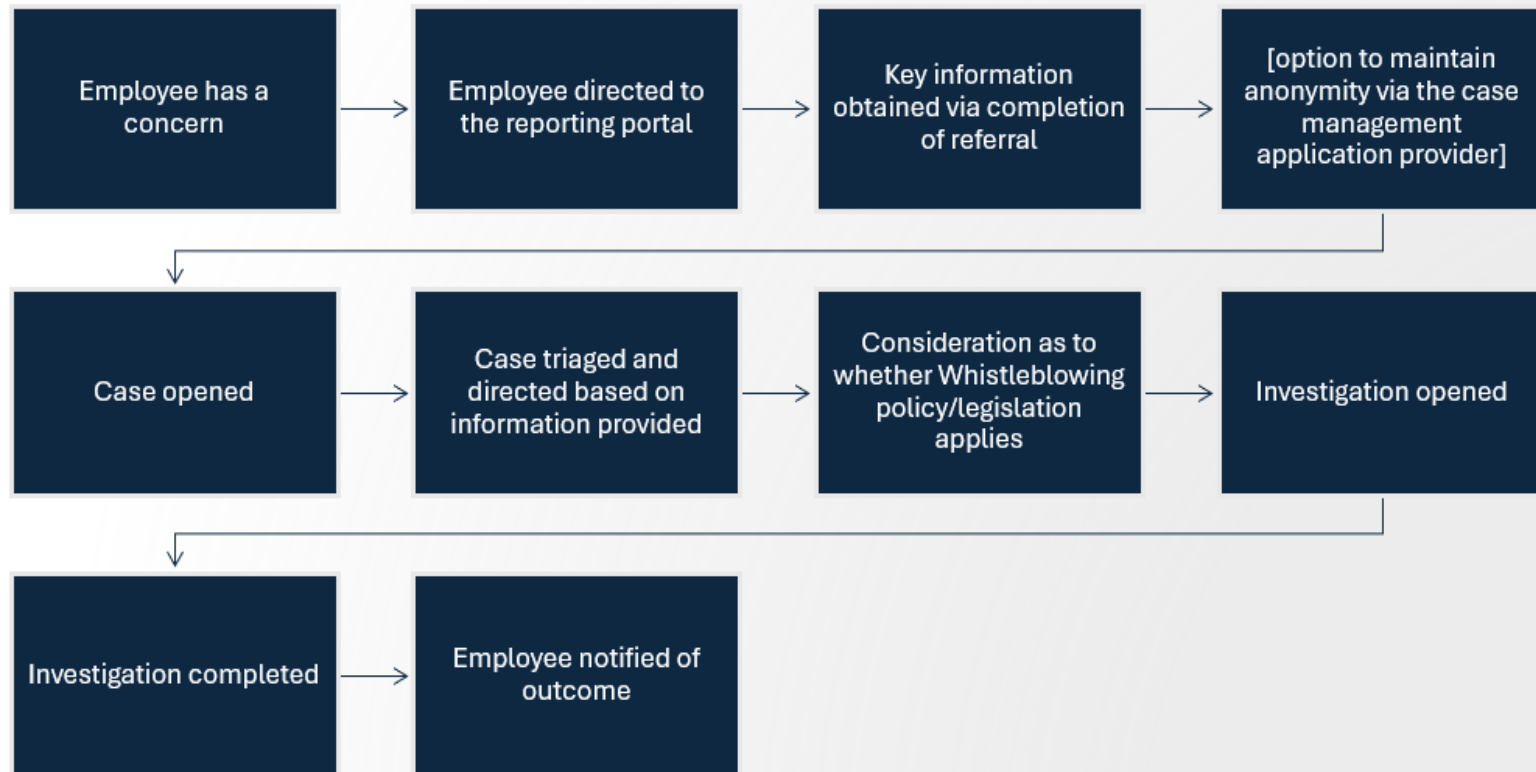 Employee has a
concern
Employee directed to
the reporting portal
Key information
obtained via completion
of referral
[option to maintain
anonymity via the case
management
application provider]
Case opened
Case triaged and
directed based on
information provided
Consideration as to
whether Whistleblowing
policy/legislation
applies
Investigation opened
Investigation completed
Employee notified of
outcome